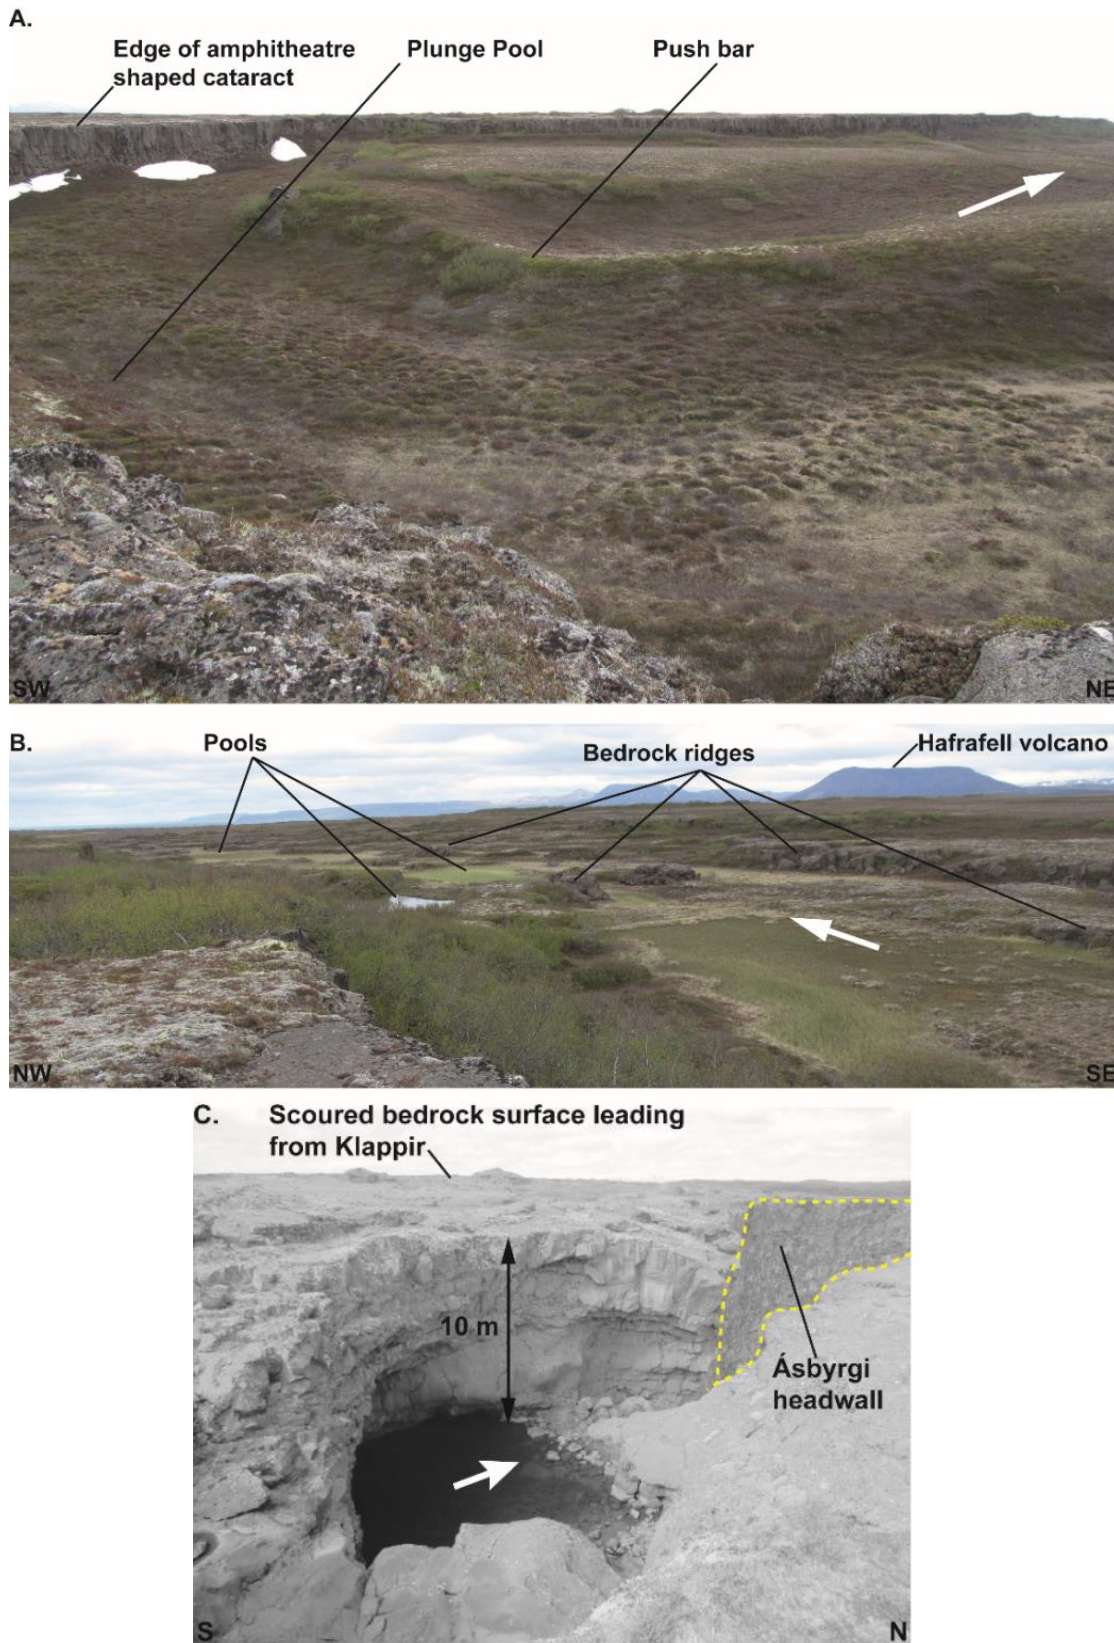 A.
Edge of amphitheatre
shaped cataract
Plunge Pool
Push bar
SW
NE
B.
Pools
Bedrock ridges
Hafrafell volcano
NW
SE
C. Scoured bedrock surface leading
from Klappir
10 m
Ásbyrgi
headwall
S
N